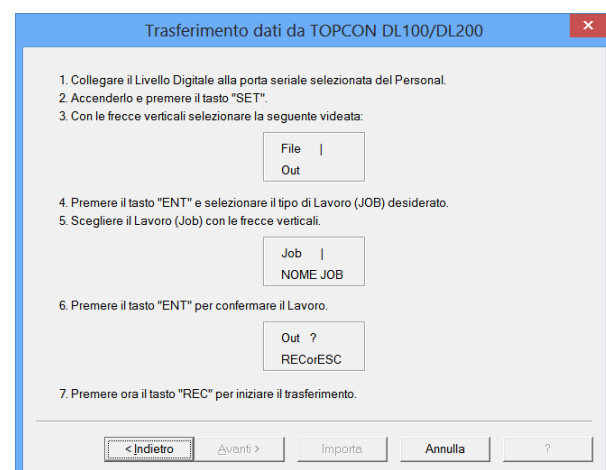 Trasferimento dati da TOPCON DL100/DL200
1. Collegare il Livello Digitale alla porta seriale selezionata del Personal.
2. Accenderlo e premere il tasto "SET".
3. Con le frecce verticali selezionare la seguente videata:
File |
Out
4. Premere il tasto "ENT" e selezionare il tipo di Lavoro (JOB) desiderato.
5. Scegliere il Lavoro (Job) con le frecce verticali.
Job |
NOME JOB
6. Premere il tasto "ENT" per confermare il Lavoro.
Out ?
RECorESC
7. Premere ora il tasto "REC" per iniziare il trasferimento.
< Indietro Avanti > Importa Annulla ?